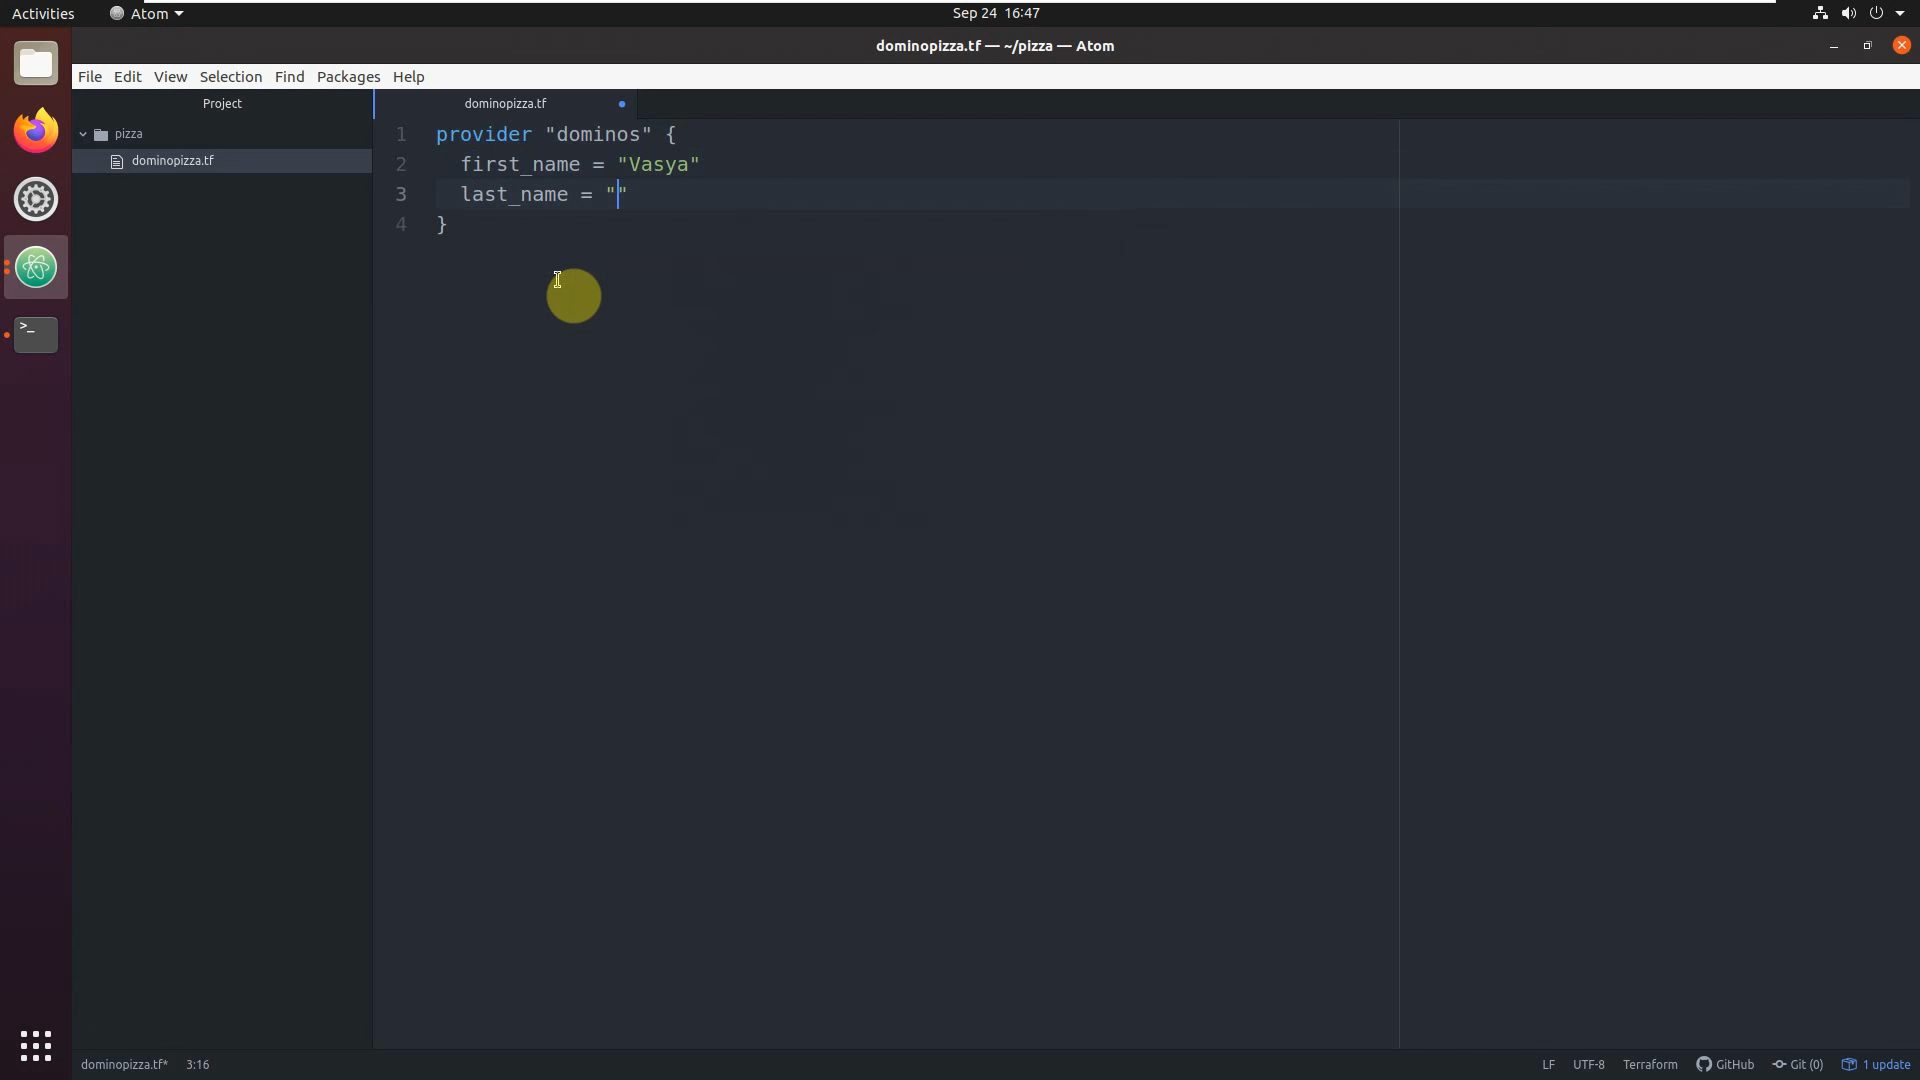 Activities
Atom
Sep 24 16:47
dominopizza.tf — ~/pizza — Atom
File Edit View Selection Find Packages Help
Project
dominopizza.tf
pizza
dominopizza.tf
1 provider "dominos" {
2 first_name = "Vasya"
3 last_name = ""
4 }
>_
dominopizza.tf* 3:16
LF UTF-8 Terraform GitHub Git (0) 1 update